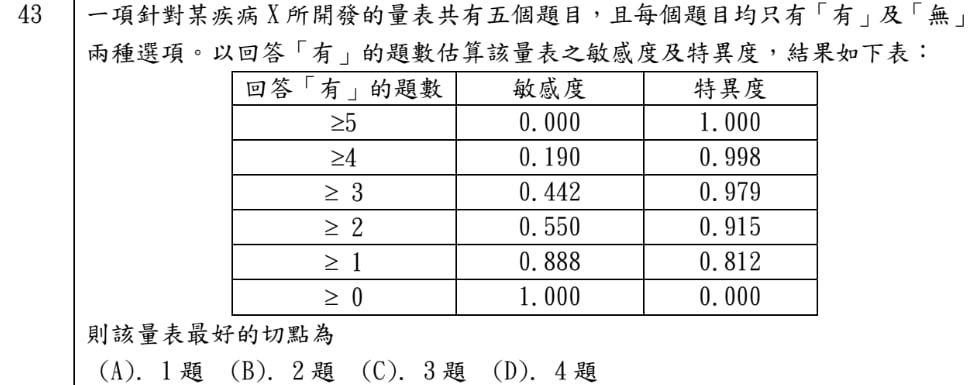 43 一項針對某疾病 X 所開發的量表共有五個題目，且每個題目均只有「有」及「無」
兩種選項。以回答「有」的題數估算該量表之敏感度及特異度，結果如下表：
回答「有」的題數 敏感度 特異度
≥5 0.000 1.000
≥4 0.190 0.998
≥ 3 0.442 0.979
≥ 2 0.550 0.915
≥ 1 0.888 0.812
≥ 0 1.000 0.000
則該量表最好的切點為
(A). 1 題 (B). 2 題 (C). 3 題 (D). 4 題